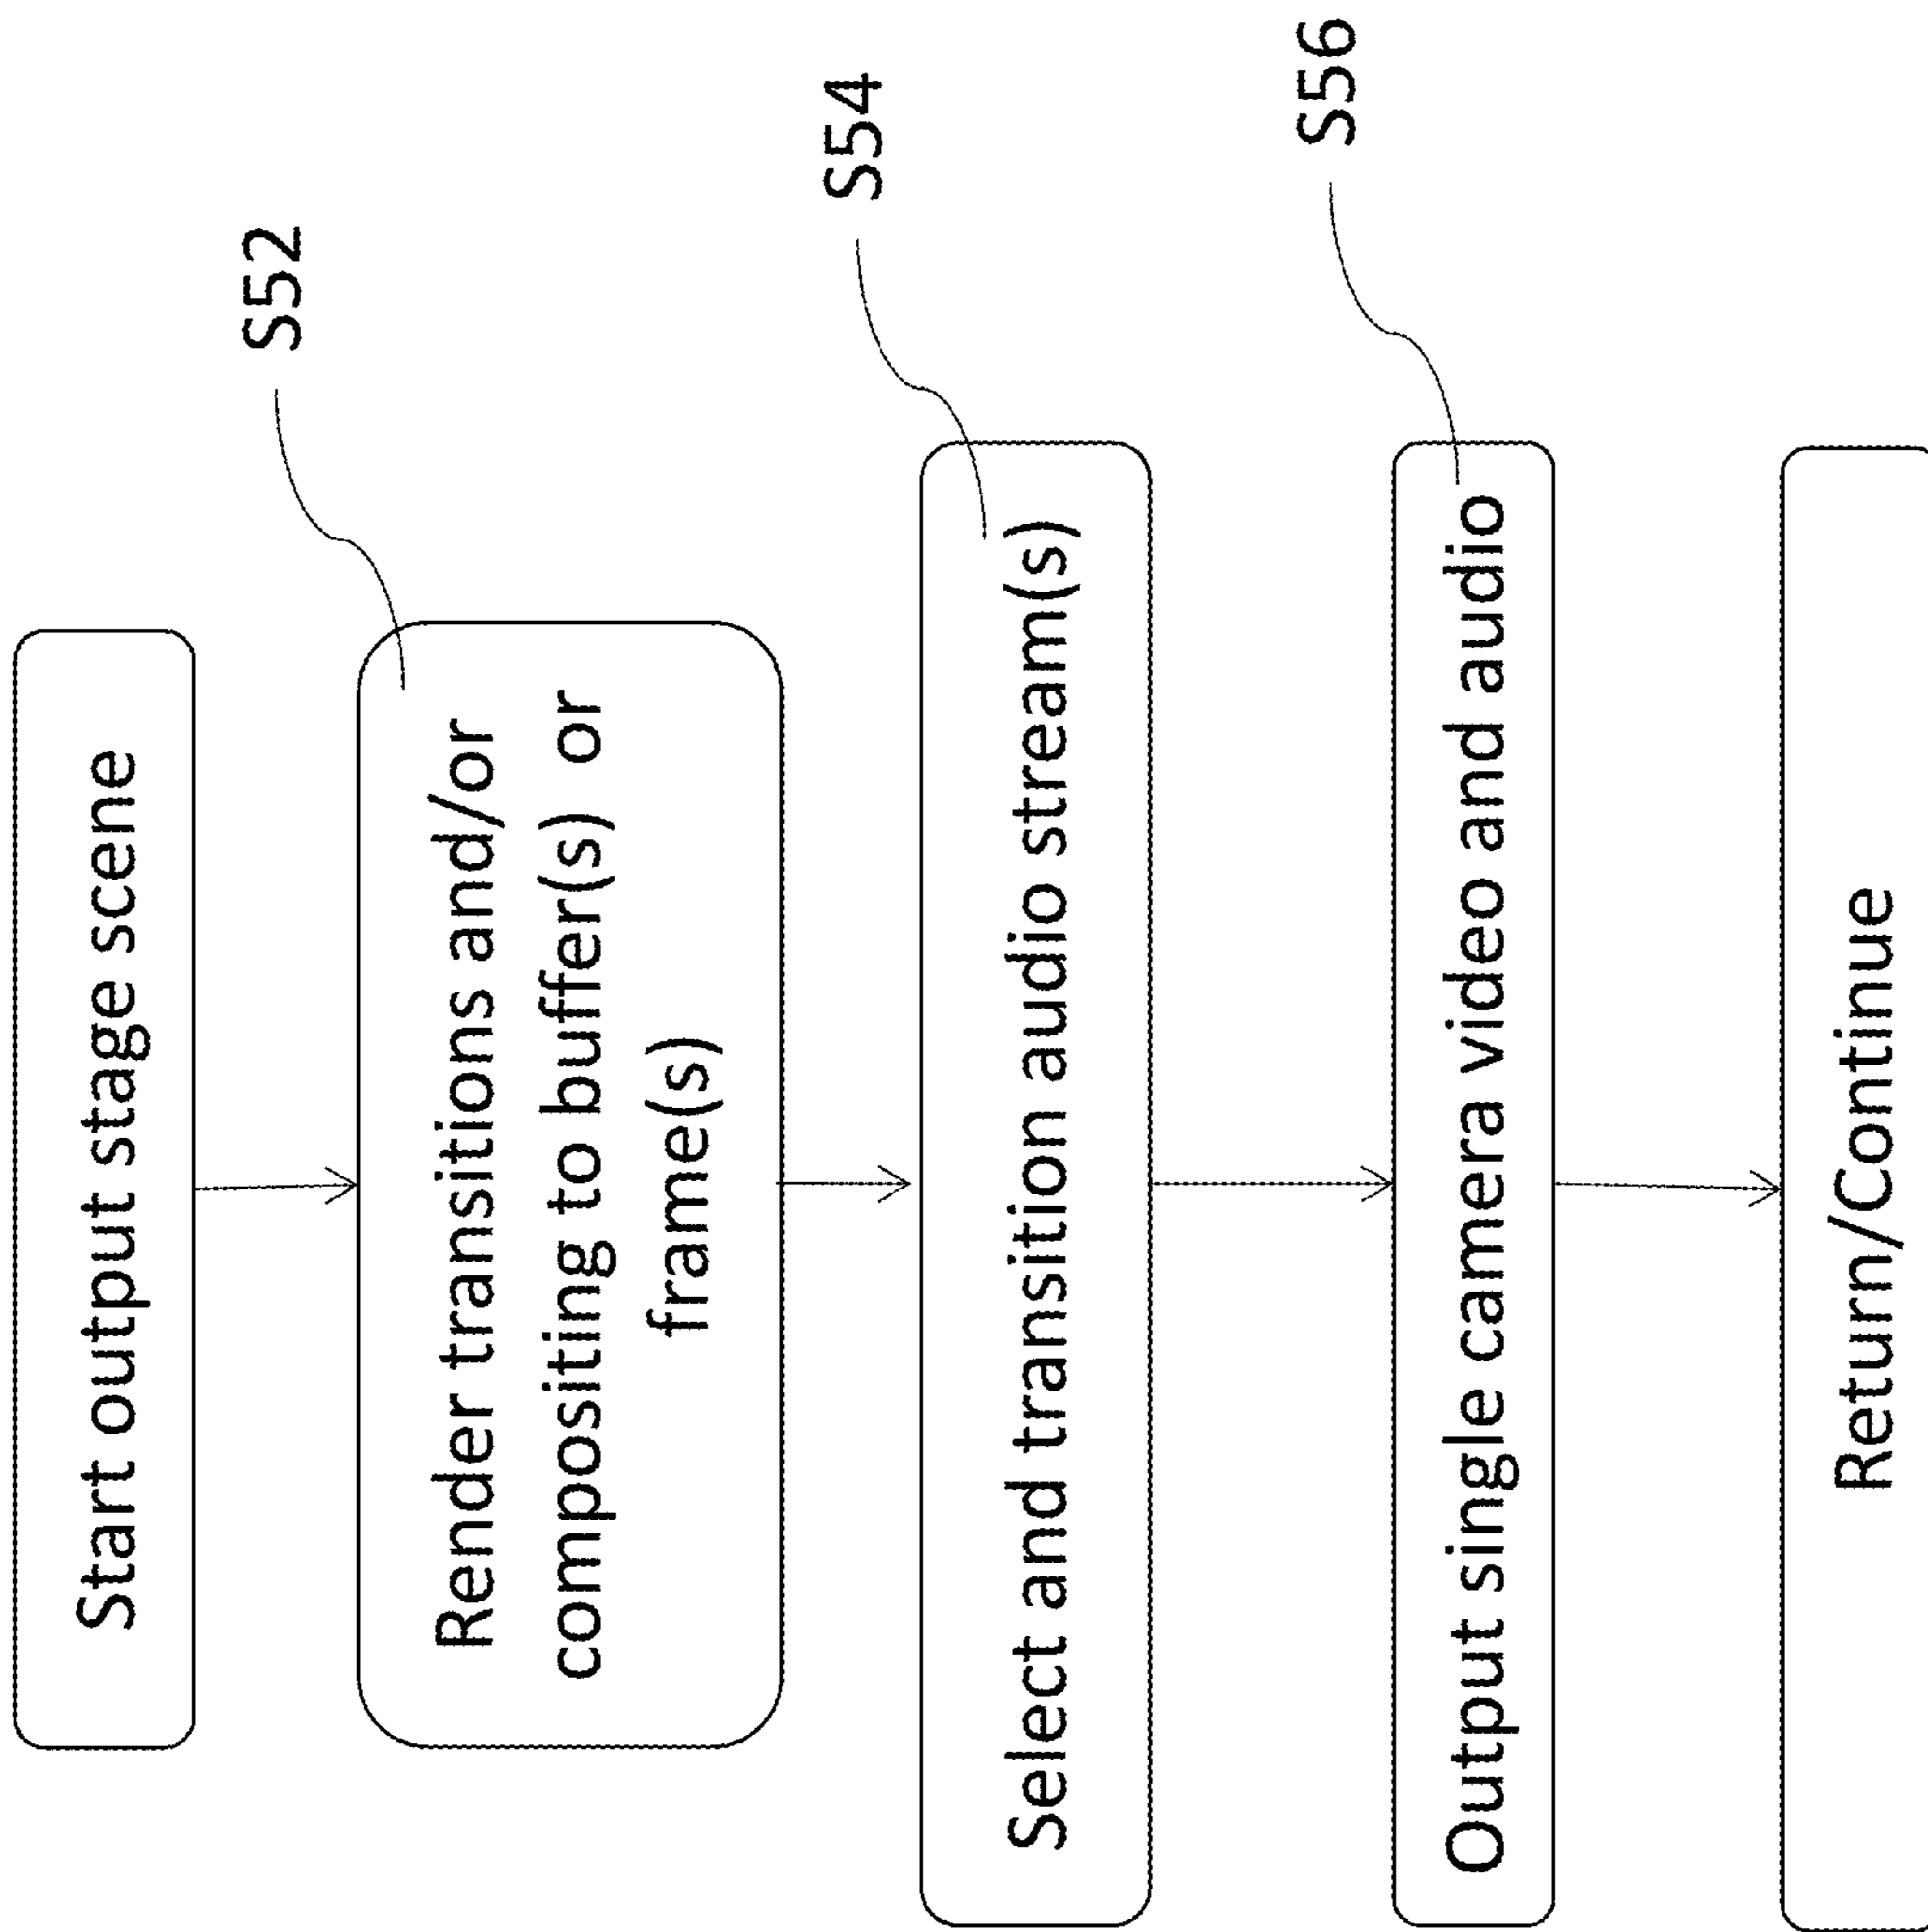 Start output stage scene
S52
Render transitions and/or
compositing to buffer(s) or
frame(s)
S54
Select and transition audio stream(s)
S56
Output single camera video and audio
Return/Continue